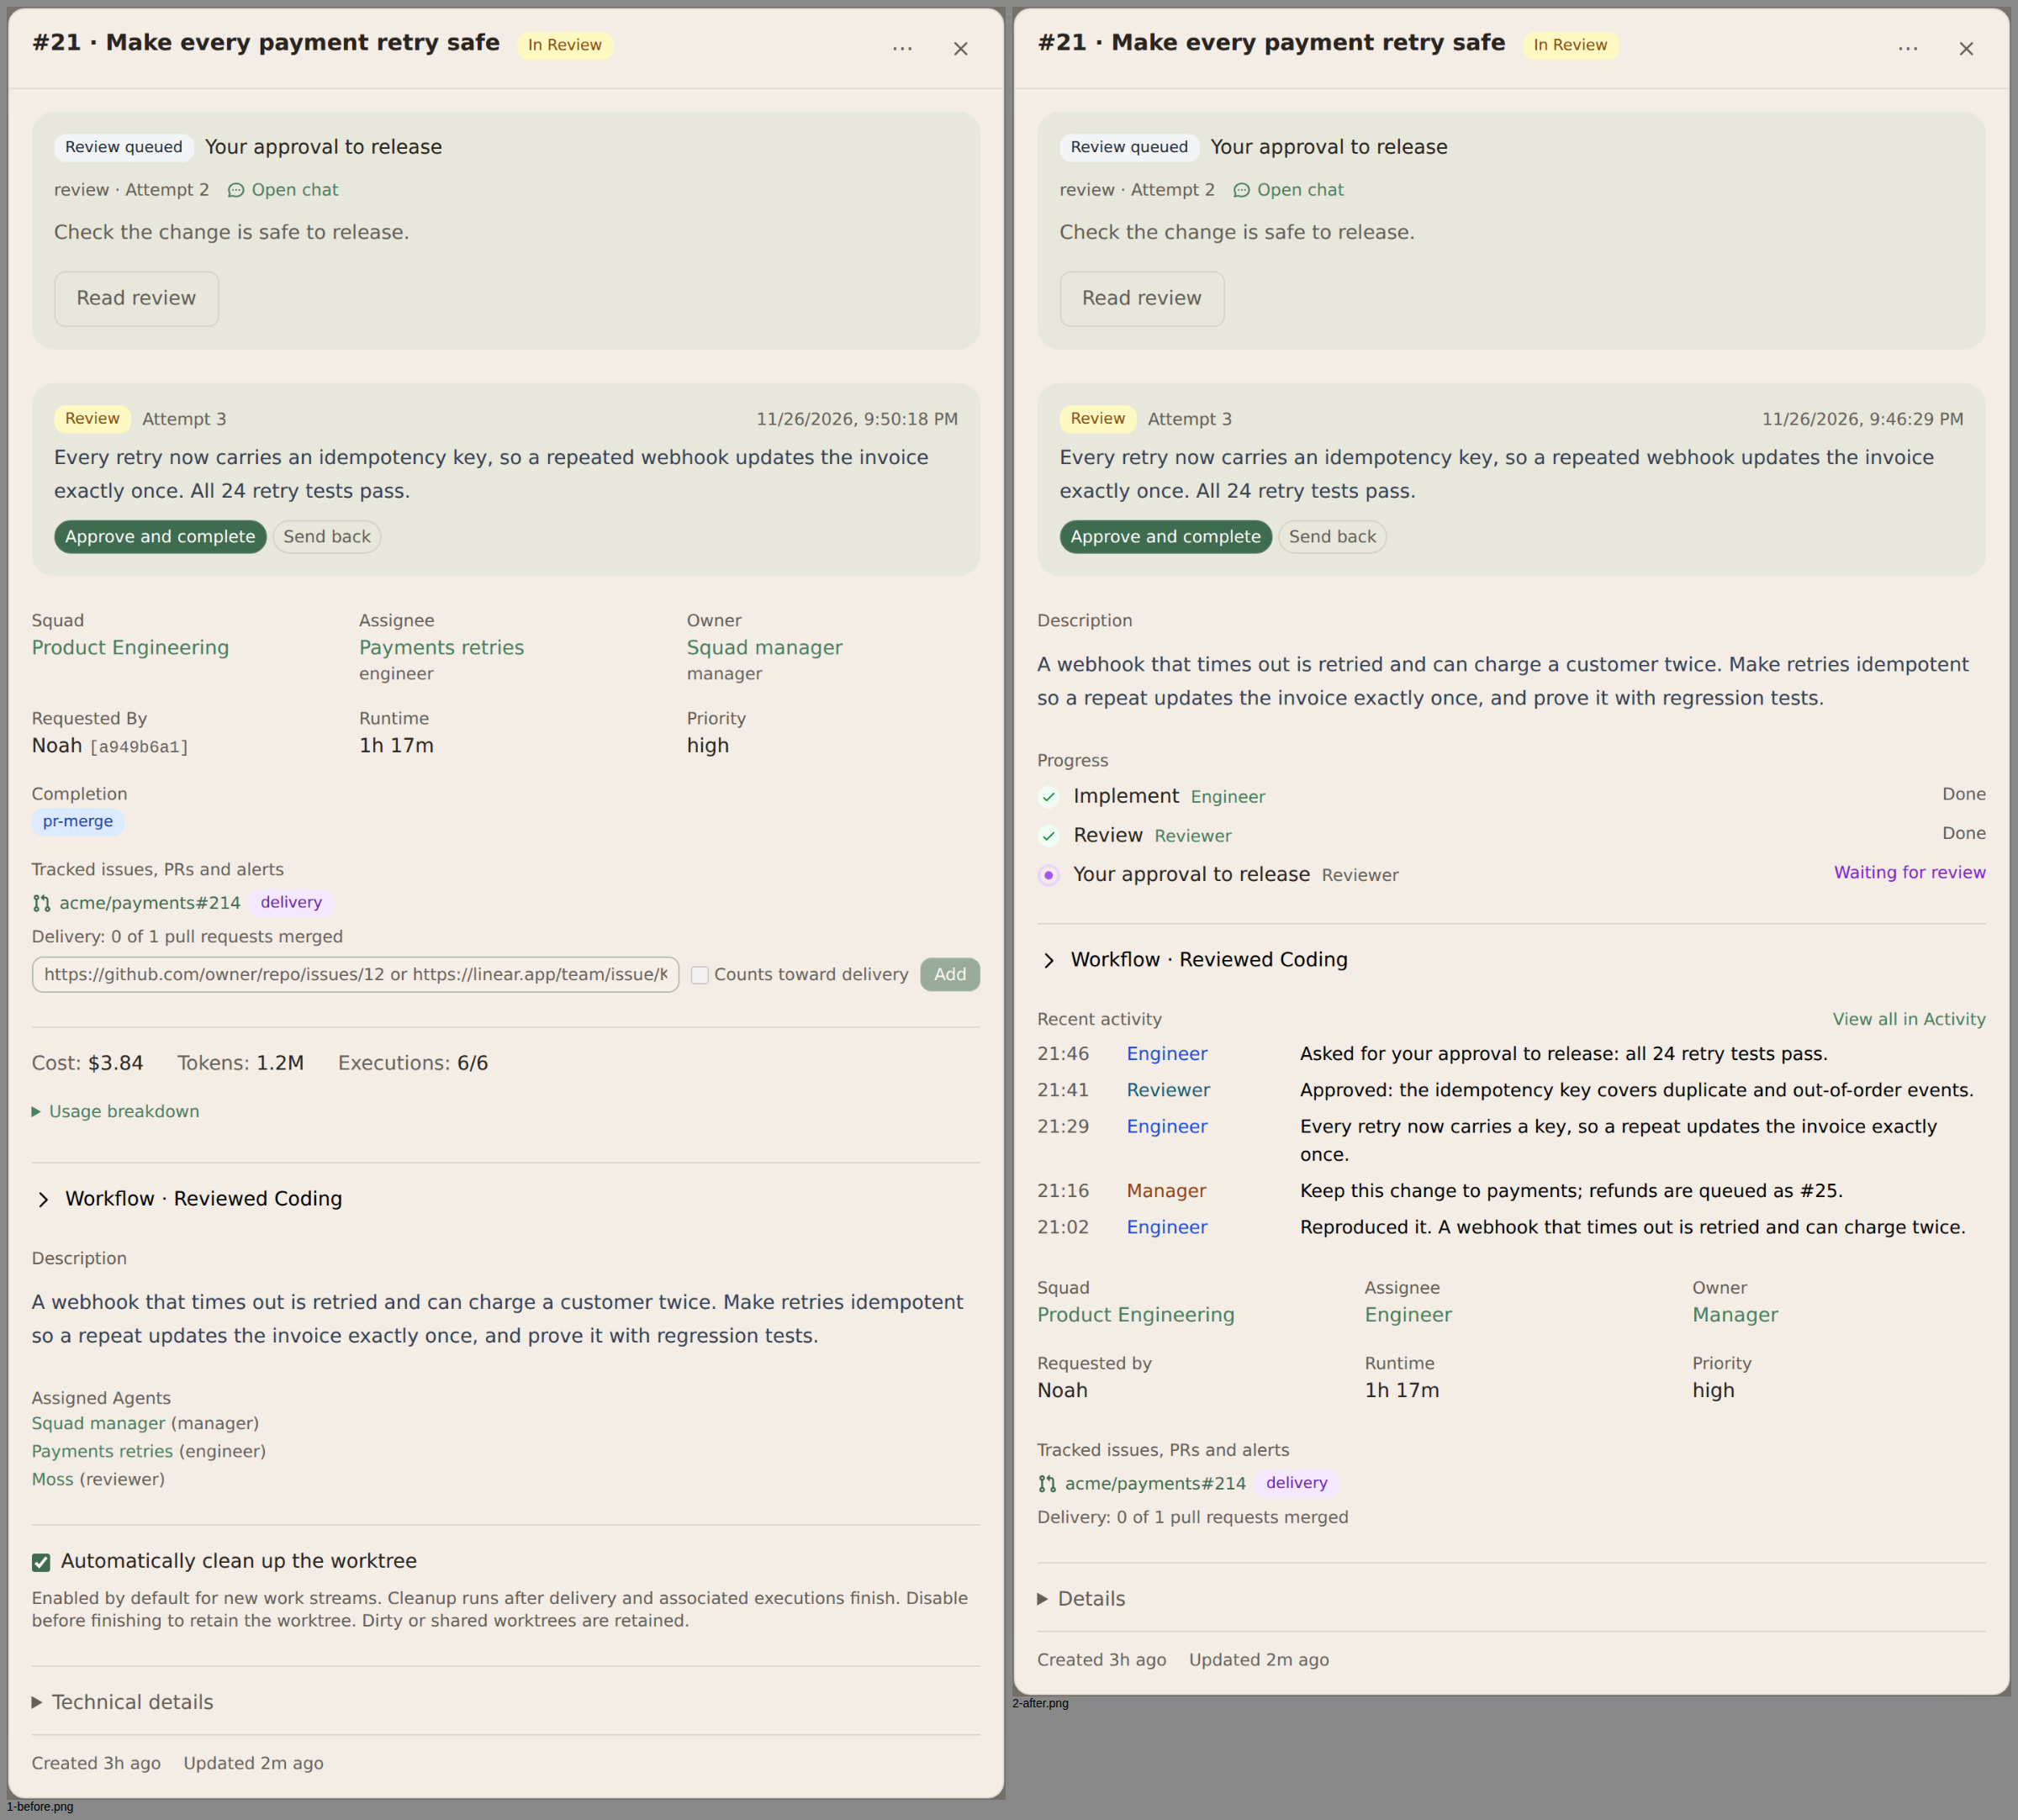 #21 · Make every payment retry safe In Review
Review queued Your approval to release
review · Attempt 2 Open chat
Check the change is safe to release.
Read review
Review Attempt 3 11/26/2026, 9:50:18 PM
Every retry now carries an idempotency key, so a repeated webhook updates the invoice
exactly once. All 24 retry tests pass.
Approve and complete Send back
Squad Assignee Owner
Product Engineering Payments retries Squad manager
engineer manager
Requested By Runtime Priority
Noah [a949b6a1] 1h 17m high
Completion
pr-merge
Tracked issues, PRs and alerts
acme/payments#214 delivery
Delivery: 0 of 1 pull requests merged
https://github.com/owner/repo/issues/12 or https://linear.app/team/issue/K Counts toward delivery Add
Cost: $3.84 Tokens: 1.2M Executions: 6/6
Usage breakdown
Workflow · Reviewed Coding
Description
A webhook that times out is retried and can charge a customer twice. Make retries idempotent
so a repeat updates the invoice exactly once, and prove it with regression tests.
Assigned Agents
Squad manager (manager)
Payments retries (engineer)
Moss (reviewer)
Automatically clean up the worktree
Enabled by default for new work streams. Cleanup runs after delivery and associated executions finish. Disable
before finishing to retain the worktree. Dirty or shared worktrees are retained.
Technical details
Created 3h ago Updated 2m ago
1-before.png
#21 · Make every payment retry safe In Review
Review queued Your approval to release
review · Attempt 2 Open chat
Check the change is safe to release.
Read review
Review Attempt 3 11/26/2026, 9:46:29 PM
Every retry now carries an idempotency key, so a repeated webhook updates the invoice
exactly once. All 24 retry tests pass.
Approve and complete Send back
Description
A webhook that times out is retried and can charge a customer twice. Make retries idempotent
so a repeat updates the invoice exactly once, and prove it with regression tests.
Progress
Implement Engineer Done
Review Reviewer Done
Your approval to release Reviewer Waiting for review
Workflow · Reviewed Coding
Recent activity View all in Activity
21:46 Engineer Asked for your approval to release: all 24 retry tests pass.
21:41 Reviewer Approved: the idempotency key covers duplicate and out-of-order events.
21:29 Engineer Every retry now carries a key, so a repeat updates the invoice exactly
once.
21:16 Manager Keep this change to payments; refunds are queued as #25.
21:02 Engineer Reproduced it. A webhook that times out is retried and can charge twice.
Squad Assignee Owner
Product Engineering Engineer Manager
Requested by Runtime Priority
Noah 1h 17m high
Tracked issues, PRs and alerts
acme/payments#214 delivery
Delivery: 0 of 1 pull requests merged
Details
Created 3h ago Updated 2m ago
2-after.png